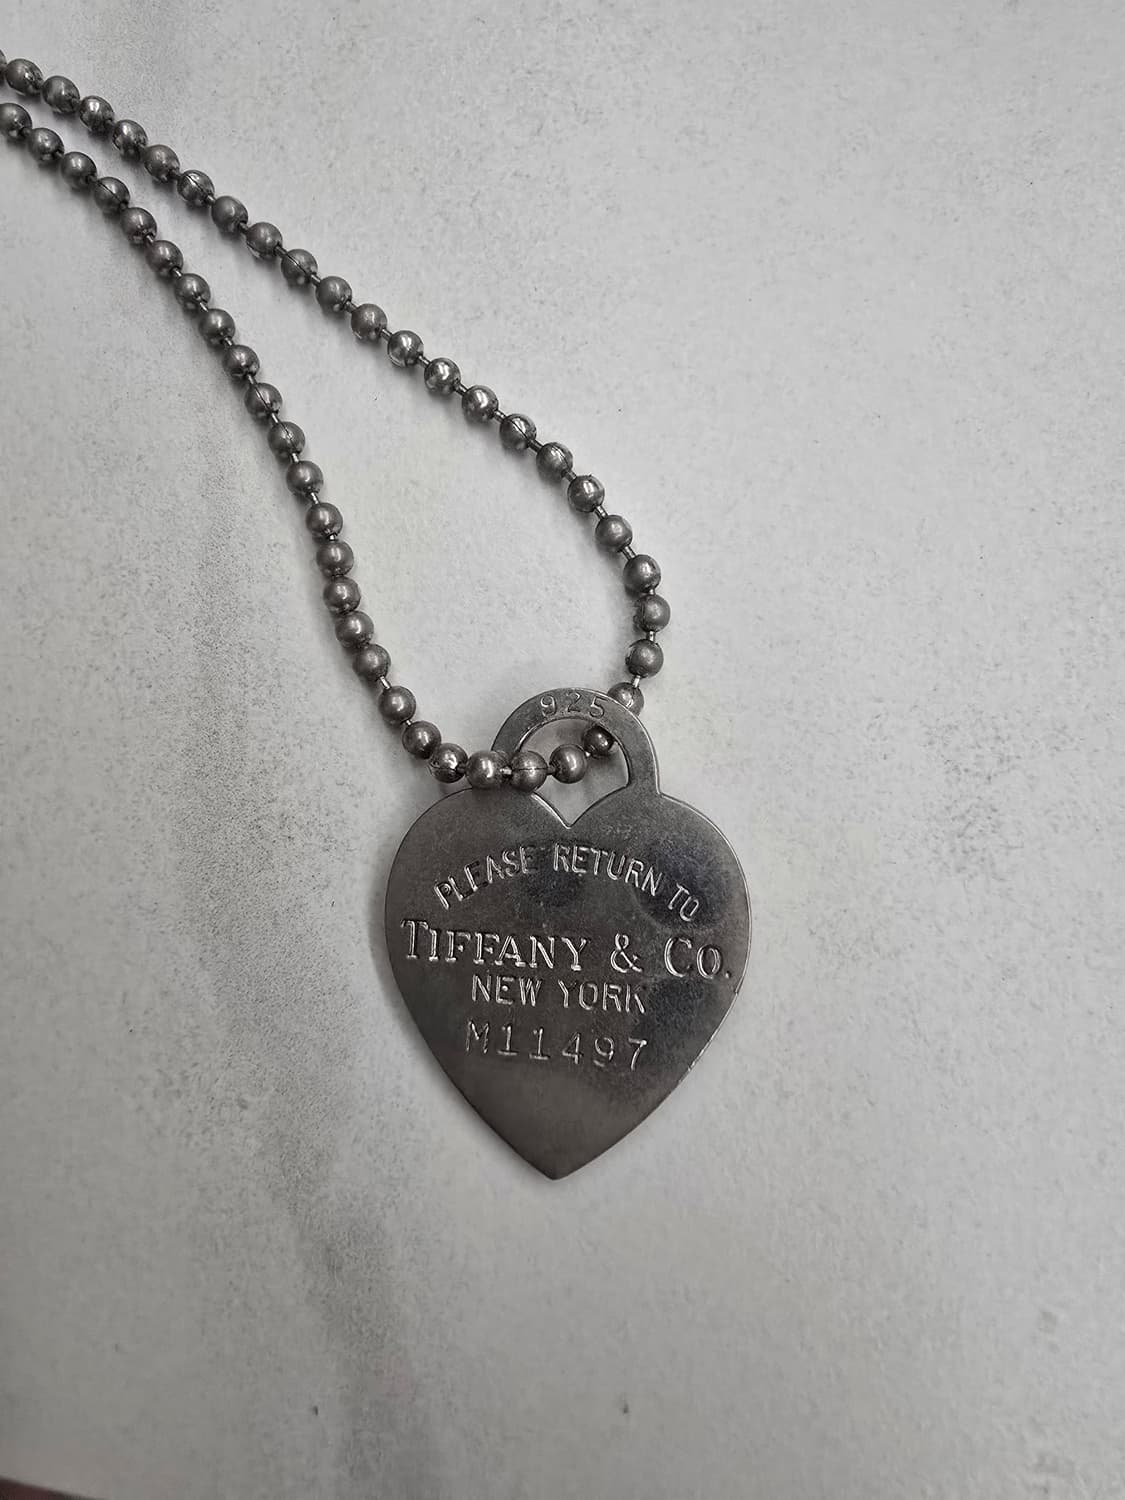 925
PLEASE RETURN TO
TIFFANY & CO.
NEW YORK
M11497